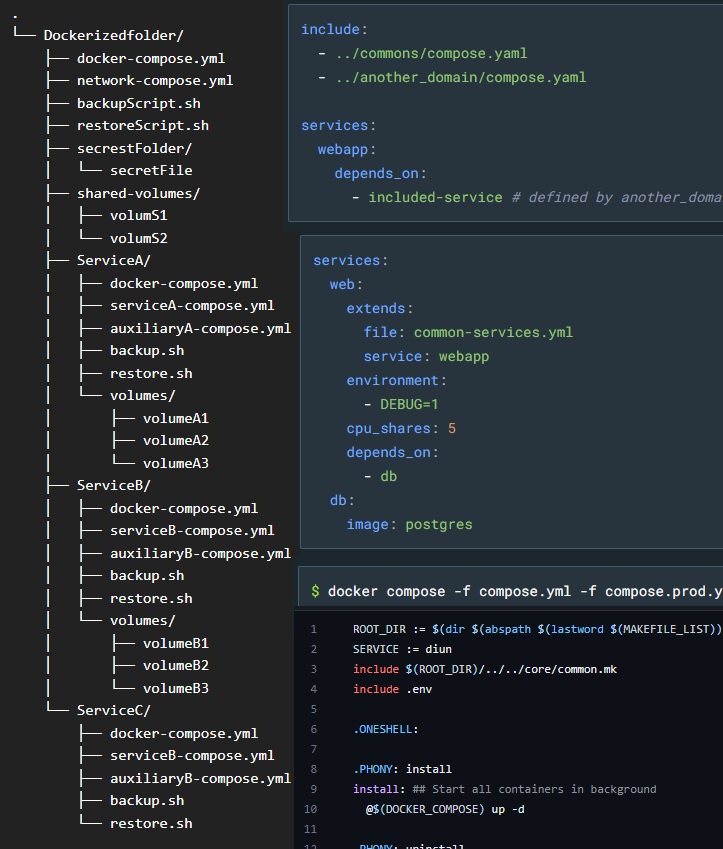 .
└── Dockerizedfolder/
    ├── docker-compose.yml
    ├── network-compose.yml
    ├── backupScript.sh
    ├── restoreScript.sh
    ├── secrestFolder/
    │   └── secretFile
    ├── shared-volumes/
    │   ├── volumS1
    │   └── volumS2
    ├── ServiceA/
    │   ├── docker-compose.yml
    │   ├── serviceA-compose.yml
    │   ├── auxiliaryA-compose.yml
    │   ├── backup.sh
    │   ├── restore.sh
    │   └── volumes/
    │       ├── volumeA1
    │       ├── volumeA2
    │       └── volumeA3
    ├── ServiceB/
    │   ├── docker-compose.yml
    │   ├── serviceB-compose.yml
    │   ├── auxiliaryB-compose.yml
    │   ├── backup.sh
    │   ├── restore.sh
    │   └── volumes/
    │       ├── volumeB1
    │       ├── volumeB2
    │       └── volumeB3
    └── ServiceC/
        ├── docker-compose.yml
        ├── serviceB-compose.yml
        ├── auxiliaryB-compose.yml
        ├── backup.sh
        ├── restore.sh
include:
  - ../commons/compose.yaml
  - ../another_domain/compose.yaml
services:
  webapp:
    depends_on:
      - included-service # defined by another_doma
services:
  web:
    extends:
      file: common-services.yml
      service: webapp
    environment:
      - DEBUG=1
    cpu_shares: 5
    depends_on:
      - db
  db:
    image: postgres
$ docker compose -f compose.yml -f compose.prod.y
1 ROOT_DIR := $(dir $(abspath $(lastword $(MAKEFILE_LIST))
2 SERVICE := diun
3 include $(ROOT_DIR)/../../core/common.mk
4 include .env
5
6 .ONESHELL:
7
8 .PHONY: install
9 install: ## Start all containers in background
10   @$(DOCKER_COMPOSE) up -d
11
12 .PHONY: uninstall